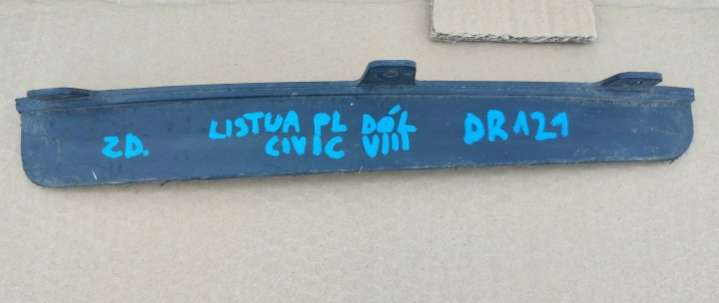 ZD. LISTWA PL DÓŁ DR121
CIVIC VIII